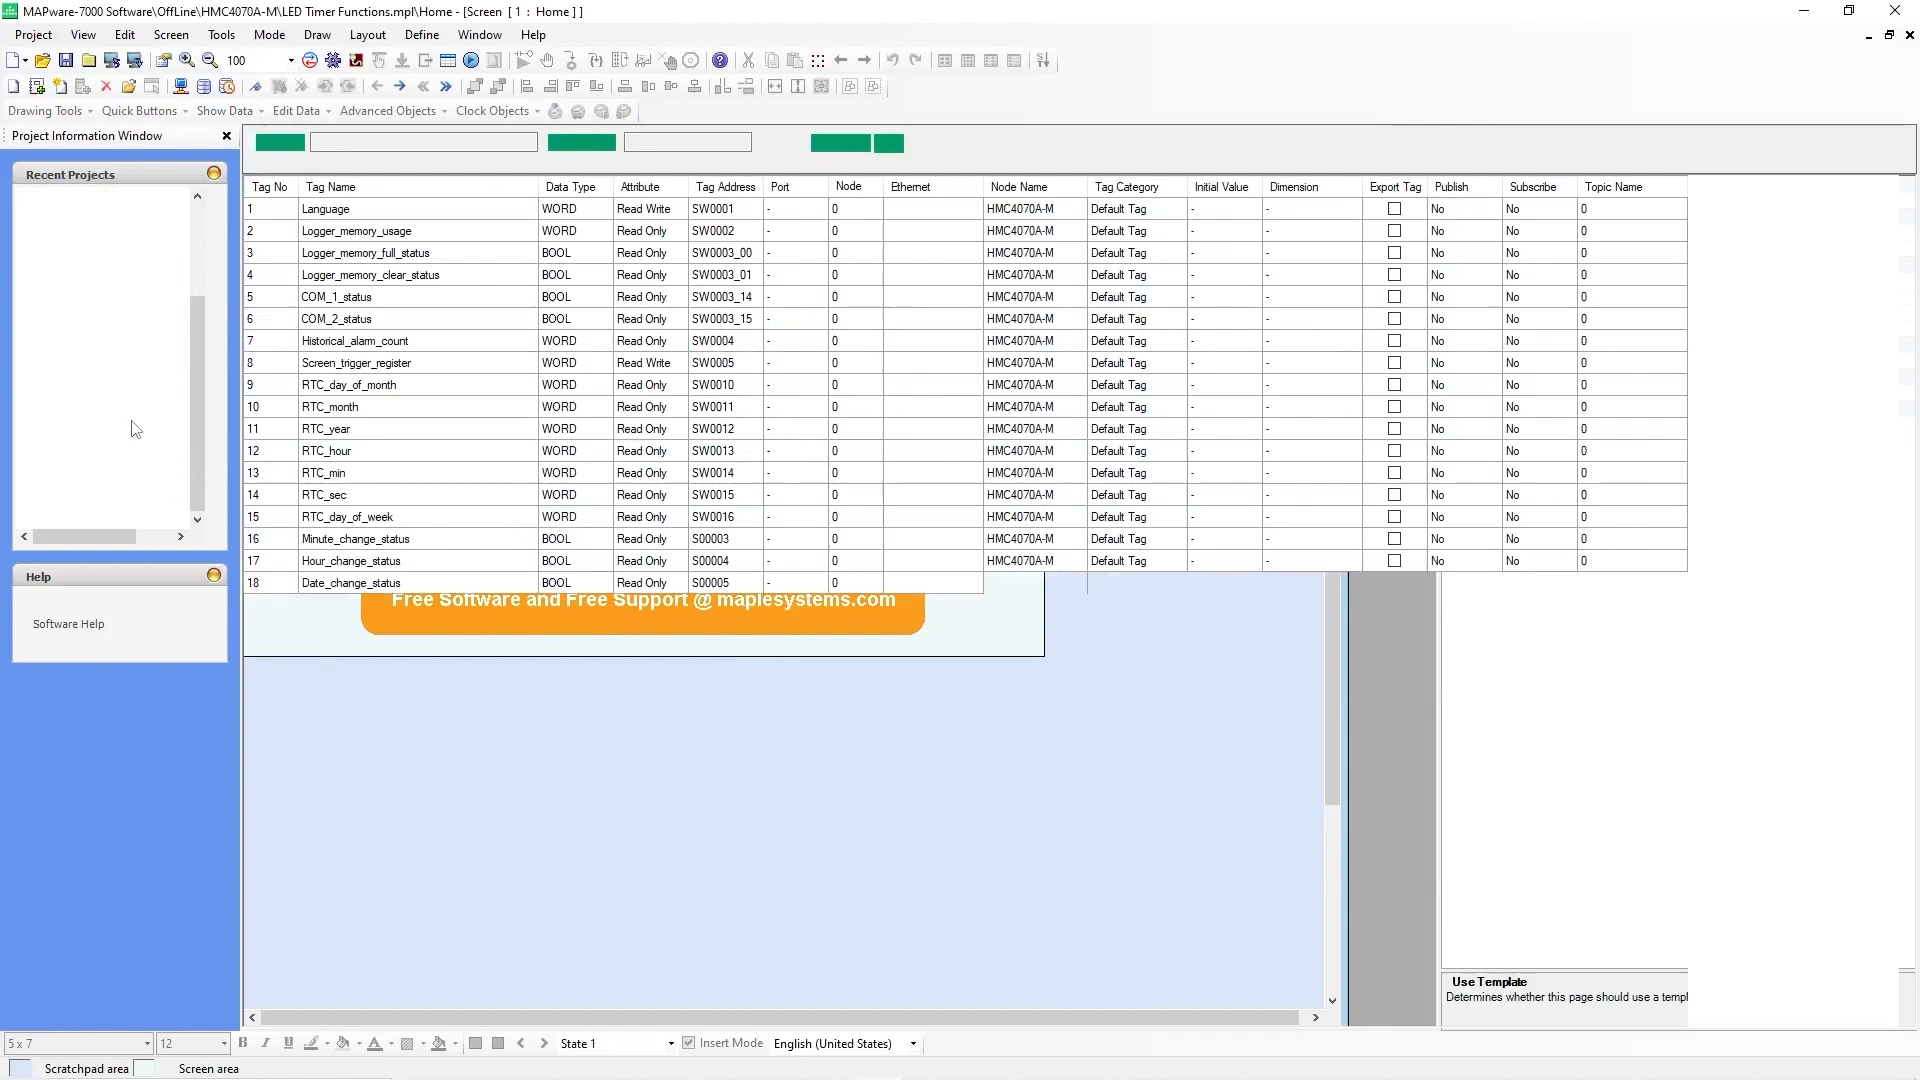 MAPware-7000 Software\OffLine\HMC4070A-M\LED Timer Functions.mpl\Home - [Screen [ 1 : Home ] ]
Project View Edit Screen Tools Mode Draw Layout Define Window Help
100
Drawing Tools Quick Buttons Show Data Edit Data Advanced Objects Clock Objects
Project Information Window
Recent Projects
Help
Software Help
Tag No Tag Name Data Type Attribute Tag Address Port Node Ethernet Node Name Tag Category Initial Value Dimension Export Tag Publish Subscribe Topic Name
1 Language WORD Read Write SW0001 - 0 HMC4070A-M Default Tag - - No No 0
2 Logger_memory_usage WORD Read Only SW0002 - 0 HMC4070A-M Default Tag - - No No 0
3 Logger_memory_full_status BOOL Read Only SW0003_00 - 0 HMC4070A-M Default Tag - - No No 0
4 Logger_memory_clear_status BOOL Read Only SW0003_01 - 0 HMC4070A-M Default Tag - - No No 0
5 COM_1_status BOOL Read Only SW0003_14 - 0 HMC4070A-M Default Tag - - No No 0
6 COM_2_status BOOL Read Only SW0003_15 - 0 HMC4070A-M Default Tag - - No No 0
7 Historical_alarm_count WORD Read Only SW0004 - 0 HMC4070A-M Default Tag - - No No 0
8 Screen_trigger_register WORD Read Write SW0005 - 0 HMC4070A-M Default Tag - - No No 0
9 RTC_day_of_month WORD Read Only SW0010 - 0 HMC4070A-M Default Tag - - No No 0
10 RTC_month WORD Read Only SW0011 - 0 HMC4070A-M Default Tag - - No No 0
11 RTC_year WORD Read Only SW0012 - 0 HMC4070A-M Default Tag - - No No 0
12 RTC_hour WORD Read Only SW0013 - 0 HMC4070A-M Default Tag - - No No 0
13 RTC_min WORD Read Only SW0014 - 0 HMC4070A-M Default Tag - - No No 0
14 RTC_sec WORD Read Only SW0015 - 0 HMC4070A-M Default Tag - - No No 0
15 RTC_day_of_week WORD Read Only SW0016 - 0 HMC4070A-M Default Tag - - No No 0
16 Minute_change_status BOOL Read Only S00003 - 0 HMC4070A-M Default Tag - - No No 0
17 Hour_change_status BOOL Read Only S00004 - 0 HMC4070A-M Default Tag - - No No 0
18 Date_change_status BOOL Read Only S00005 - 0
Free Software and Free Support @ maplesystems.com
Use Template
Determines whether this page should use a templ
5 x 7 12 B I U A State 1 Insert Mode English (United States)
Scratchpad area Screen area